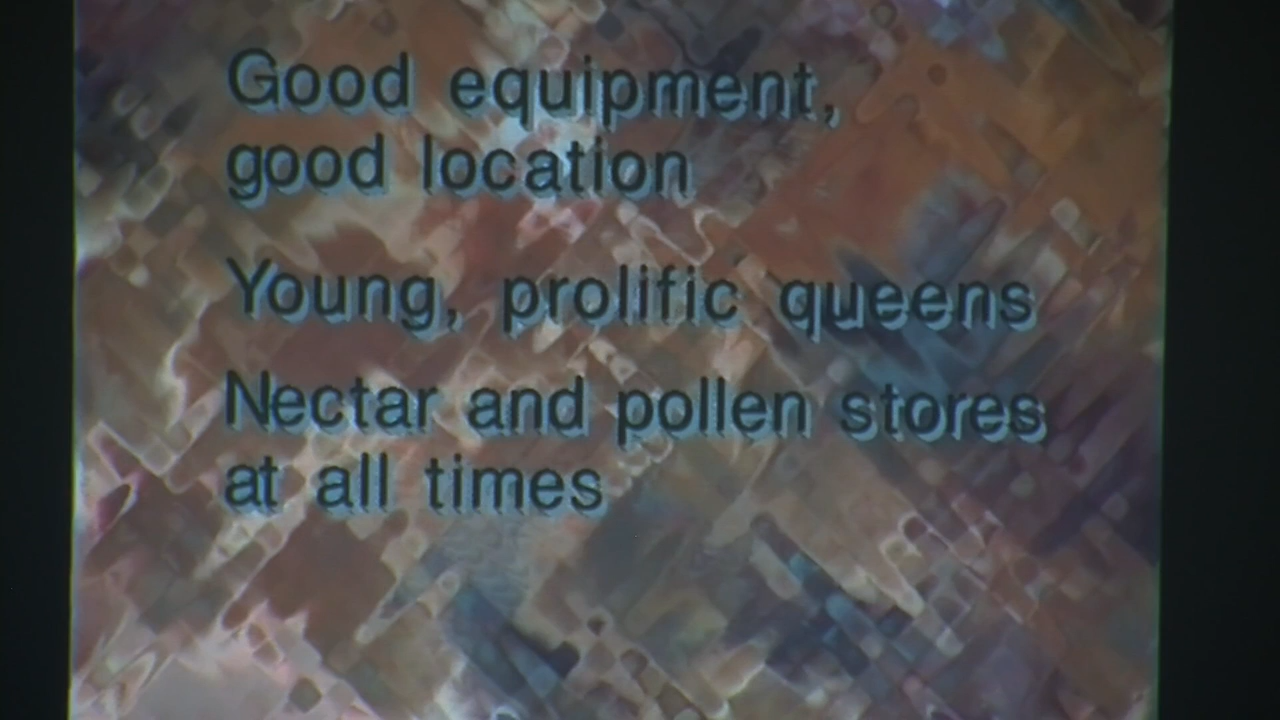 Good equipment,
good location
Young, prolific queens
Nectar and pollen stores
at all times